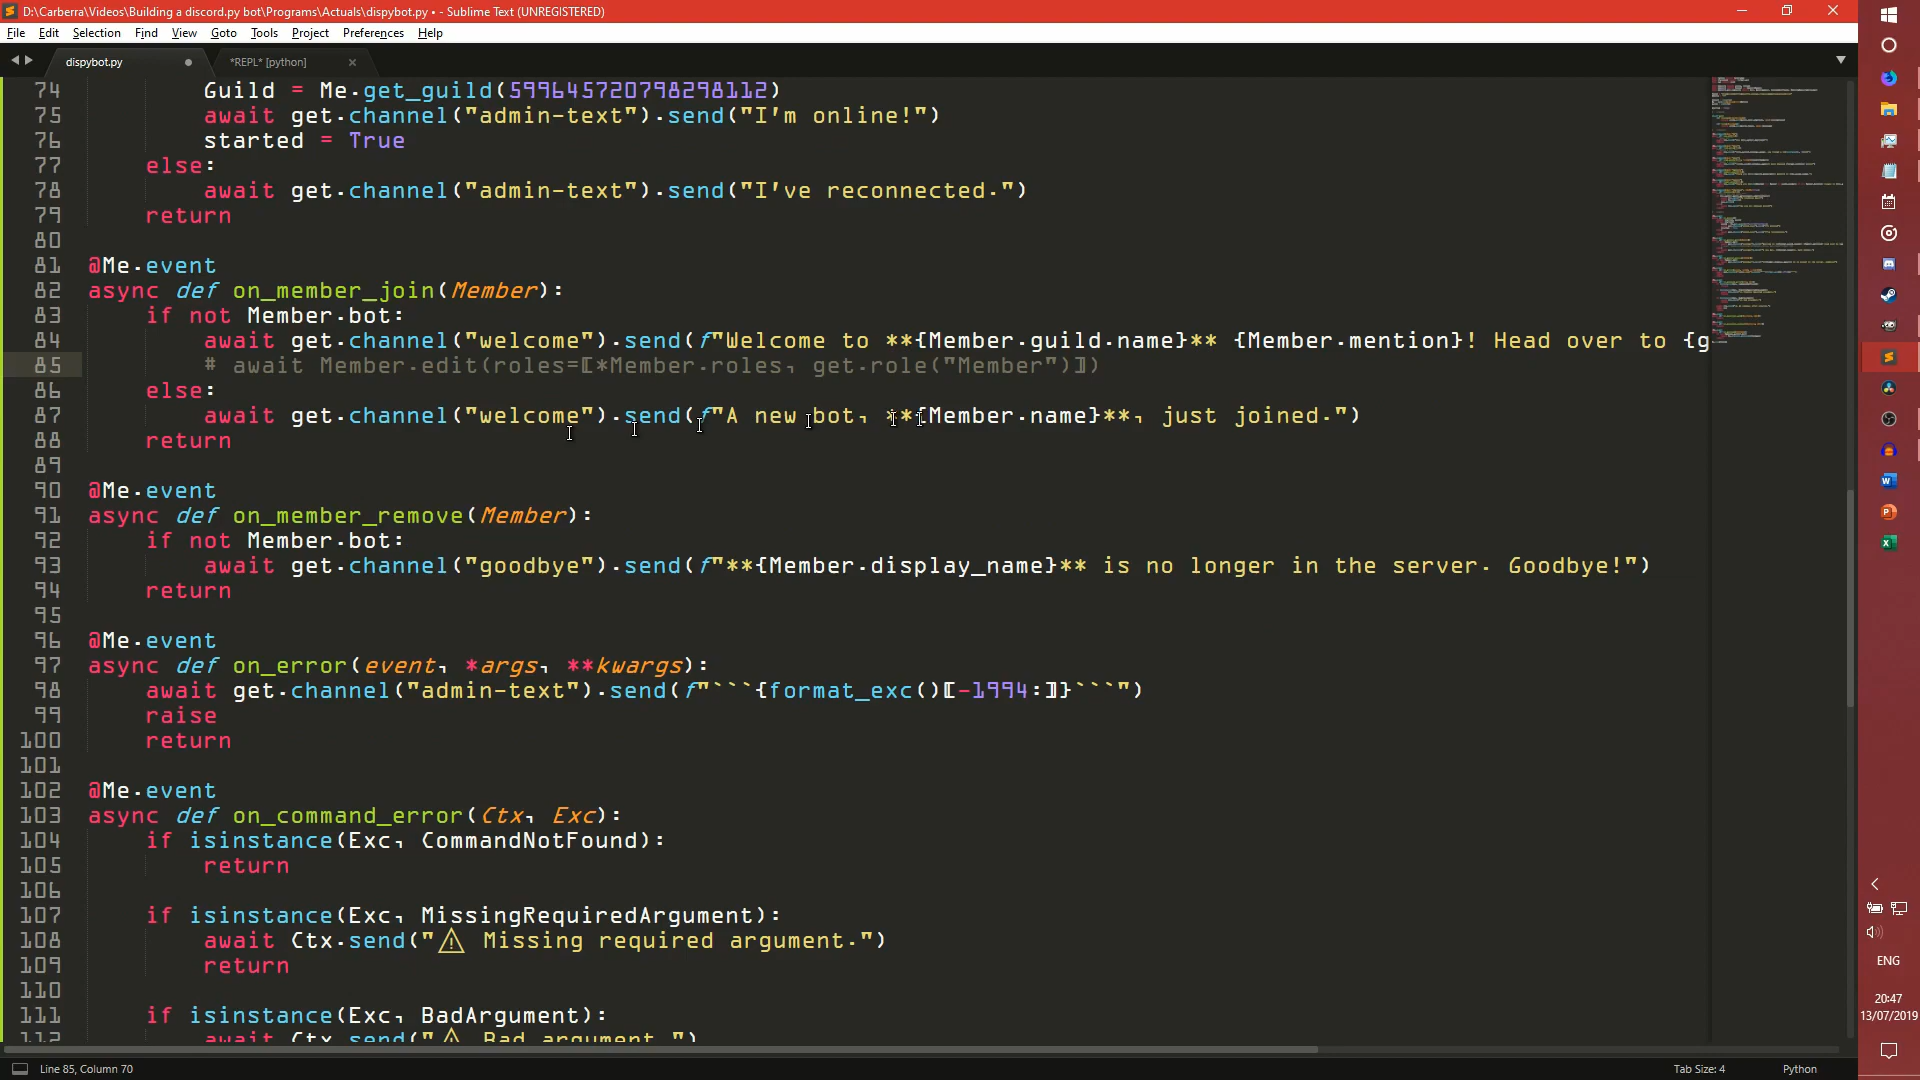 D:\Carberra\Videos\Building a discord.py bot\Programs\Actuals\dispybot.py • - Sublime Text (UNREGISTERED)
File Edit Selection Find View Goto Tools Project Preferences Help
dispybot.py *REPL* [python]
74 Guild = Me.get_guild(599645720798298112)
75 await get.channel("admin-text").send("I'm online!")
76 started = True
77 else:
78 await get.channel("admin-text").send("I've reconnected.")
79 return
80
81 @Me.event
82 async def on_member_join(Member):
83 if not Member.bot:
84 await get.channel("welcome").send(f"Welcome to **{Member.guild.name}** {Member.mention}! Head over to {g
85 # await Member.edit(roles=[*Member.roles, get.role("Member")])
86 else:
87 await get.channel("welcome").send(f"A new bot, **{Member.name}**, just joined.")
88 return
89
90 @Me.event
91 async def on_member_remove(Member):
92 if not Member.bot:
93 await get.channel("goodbye").send(f"**{Member.display_name}** is no longer in the server. Goodbye!")
94 return
95
96 @Me.event
97 async def on_error(event, *args, **kwargs):
98 await get.channel("admin-text").send(f"```{format_exc()[-1994:]}```")
99 raise
100 return
101
102 @Me.event
103 async def on_command_error(Ctx, Exc):
104 if isinstance(Exc, CommandNotFound):
105 return
106
107 if isinstance(Exc, MissingRequiredArgument):
108 await Ctx.send("⚠ Missing required argument.")
109 return
110
111 if isinstance(Exc, BadArgument):
112 await Ctx.send("⚠ Bad argument.")
Line 85, Column 70
Tab Size: 4
Python
ENG
20:47
13/07/2019